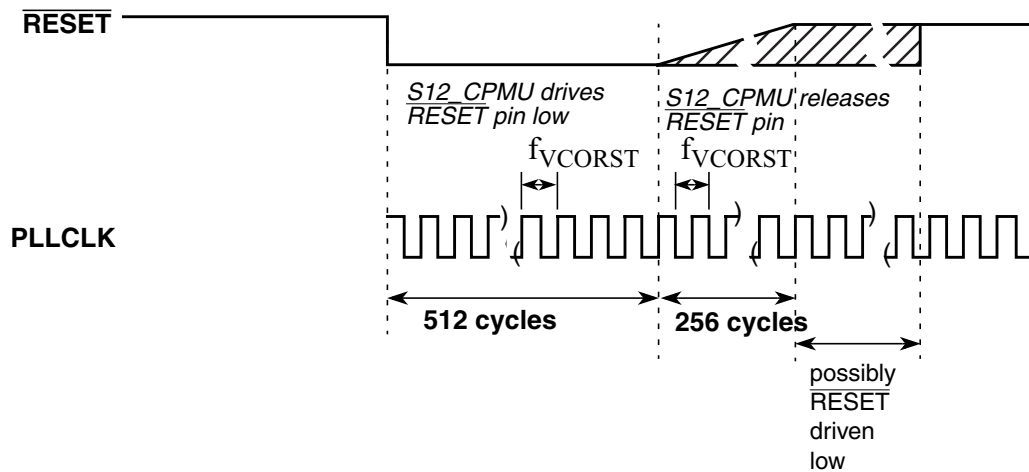 RESET
S12_CPMU drives
RESET pin low
S12_CPMU releases
RESET pin
fVCORST
fVCORST
PLLCLK
512 cycles
256 cycles
possibly
RESET
driven
low